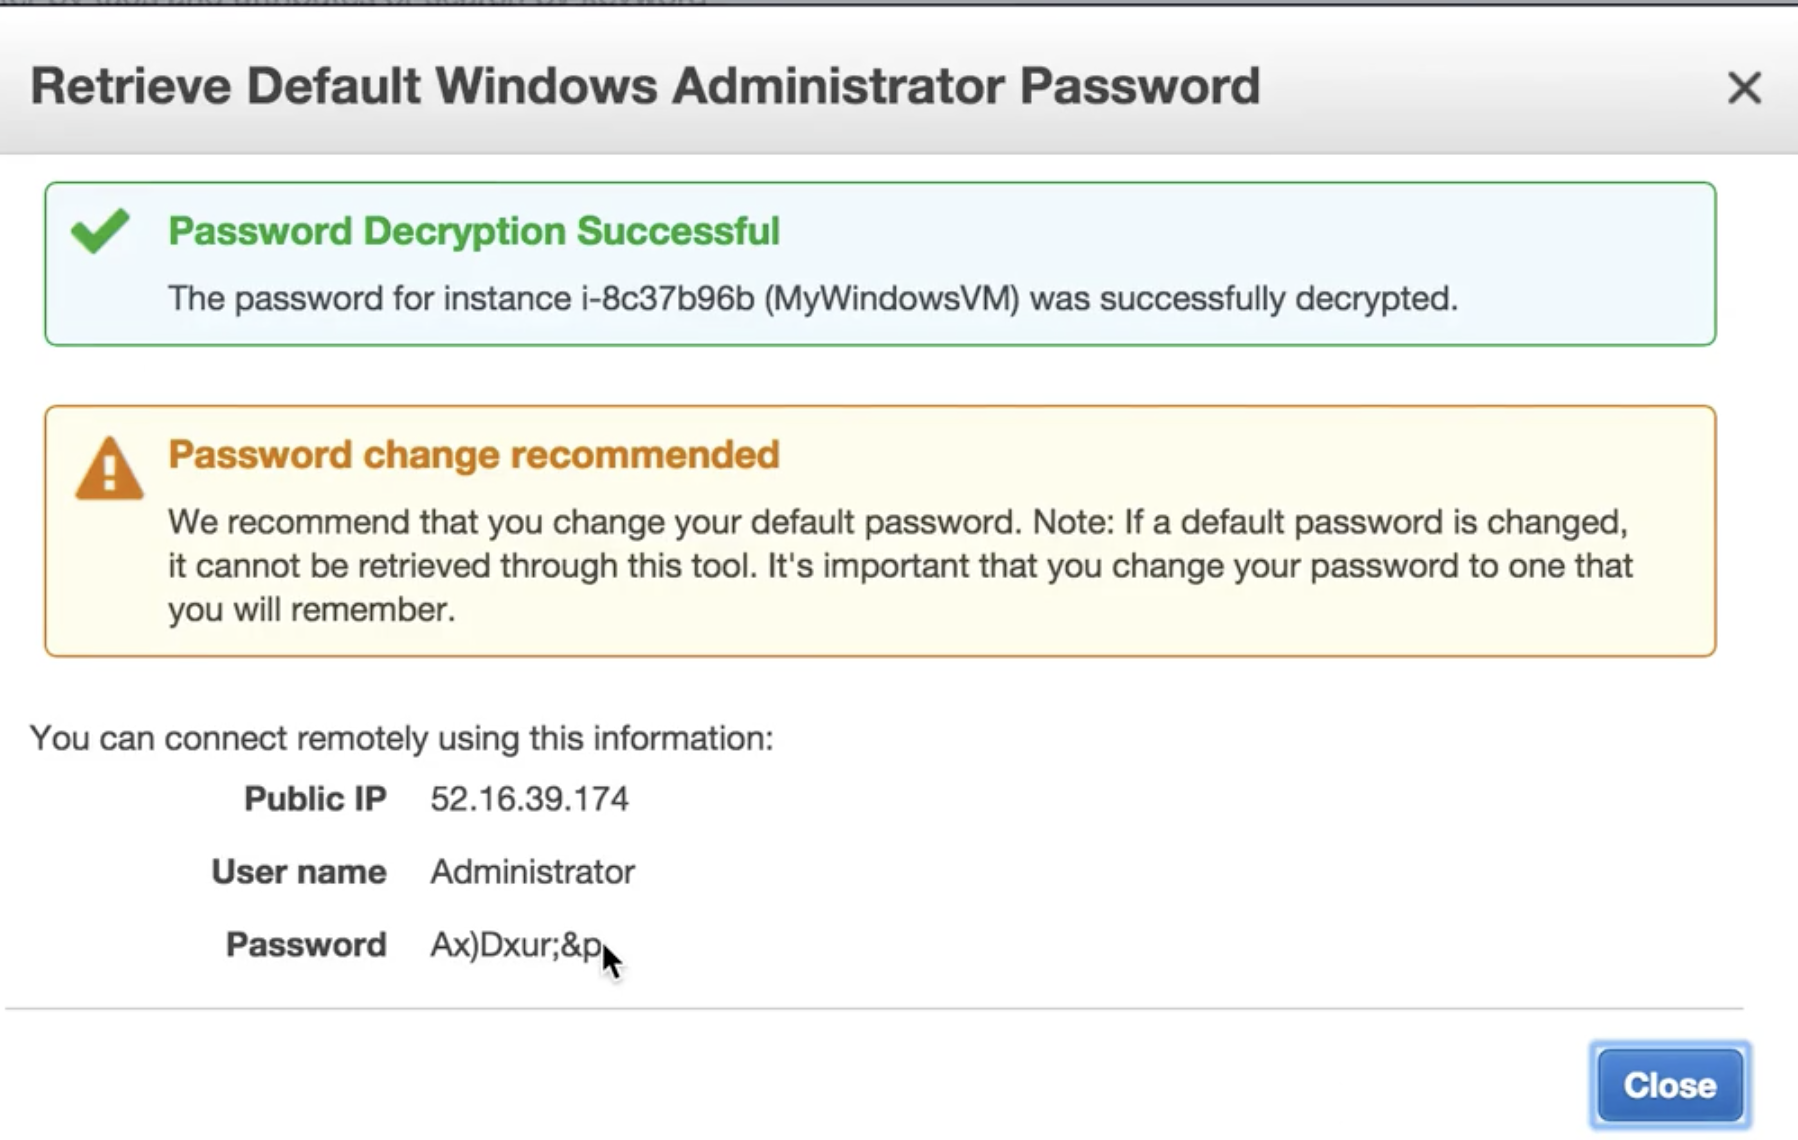 Retrieve Default Windows Administrator Password
Password Decryption Successful
The password for instance i-8c37b96b (MyWindowsVM) was successfully decrypted.
Password change recommended
We recommend that you change your default password. Note: If a default password is changed,
it cannot be retrieved through this tool. It's important that you change your password to one that
you will remember.
You can connect remotely using this information:
Public IP 52.16.39.174
User name Administrator
Password Ax)Dxur;&p
Close